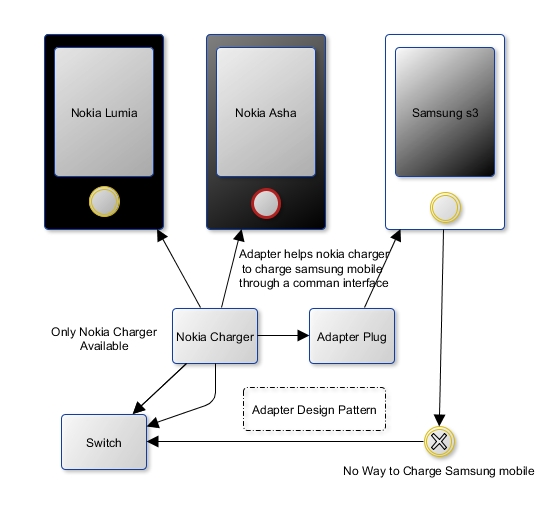 Nokia Lumia
Nokia Asha
Samsung s3
Adapter helps nokia charger
to charge samsung mobile
through a comman interface
Only Nokia Charger
Available
Nokia Charger
Adapter Plug
Adapter Design Pattern
Switch
No Way to Charge Samsung mobile